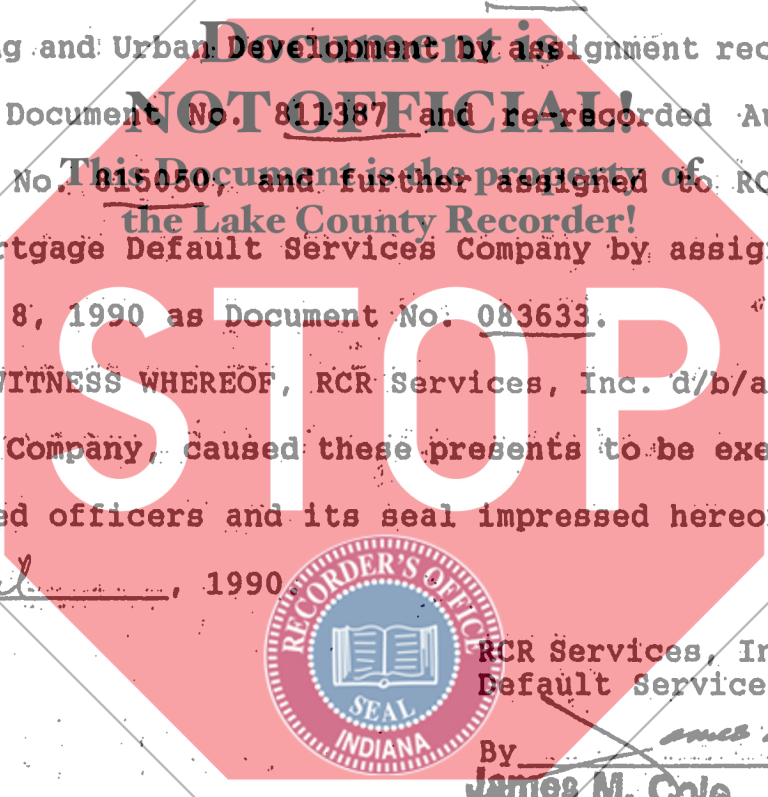 Document is
g and Urban Development by assignment rec
NOT OFFICIAL!
Document No. 811387 and re-recorded Au
This Document is the property of
No. 815050, and further assigned to RC
the Lake County Recorder!
rtgage Default Services Company by assig
8, 1990 as Document No. 083633.
STOP
WITNESS WHEREOF, RCR Services, Inc. d/b/a
Company, caused these presents to be exe
ed officers and its seal impressed hereo
, 1990.
RECORDER'S OFFICE
SEAL
INDIANA
RCR Services, In
Default Service
By
James M. Cole